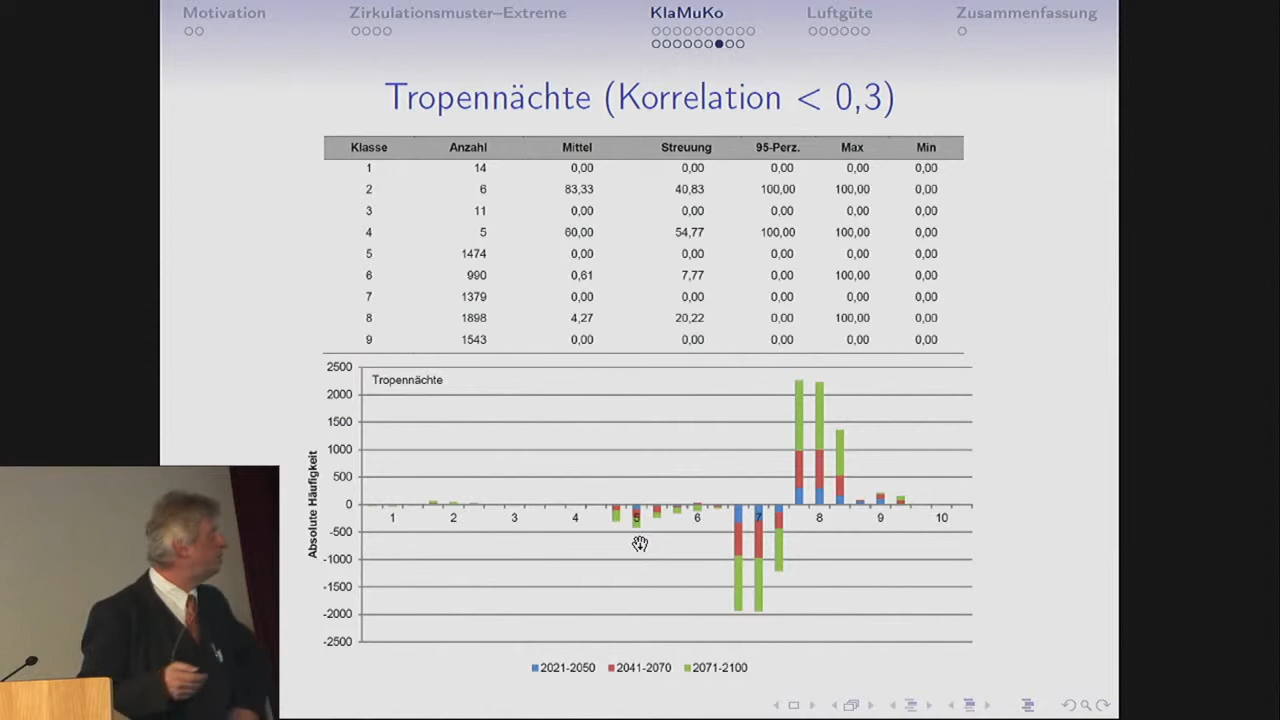 Motivation Zirkulationsmuster–Extreme KlaMuKo Luftgüte Zusammenfassung
Tropennächte (Korrelation < 0,3)
Klasse Anzahl Mittel Streuung 95-Perz. Max Min
1 14 0,00 0,00 0,00 0,00 0,00
2 6 83,33 40,83 100,00 100,00 0,00
3 11 0,00 0,00 0,00 0,00 0,00
4 5 60,00 54,77 100,00 100,00 0,00
5 1474 0,00 0,00 0,00 0,00 0,00
6 990 0,61 7,77 0,00 100,00 0,00
7 1379 0,00 0,00 0,00 0,00 0,00
8 1898 4,27 20,22 0,00 100,00 0,00
9 1543 0,00 0,00 0,00 0,00 0,00
Tropennächte
Absolute Häufigkeit
2500
2000
1500
1000
500
0
-500
-1000
-1500
-2000
-2500
1 2 3 4 5 6 7 8 9 10
2021-2050 2041-2070 2071-2100